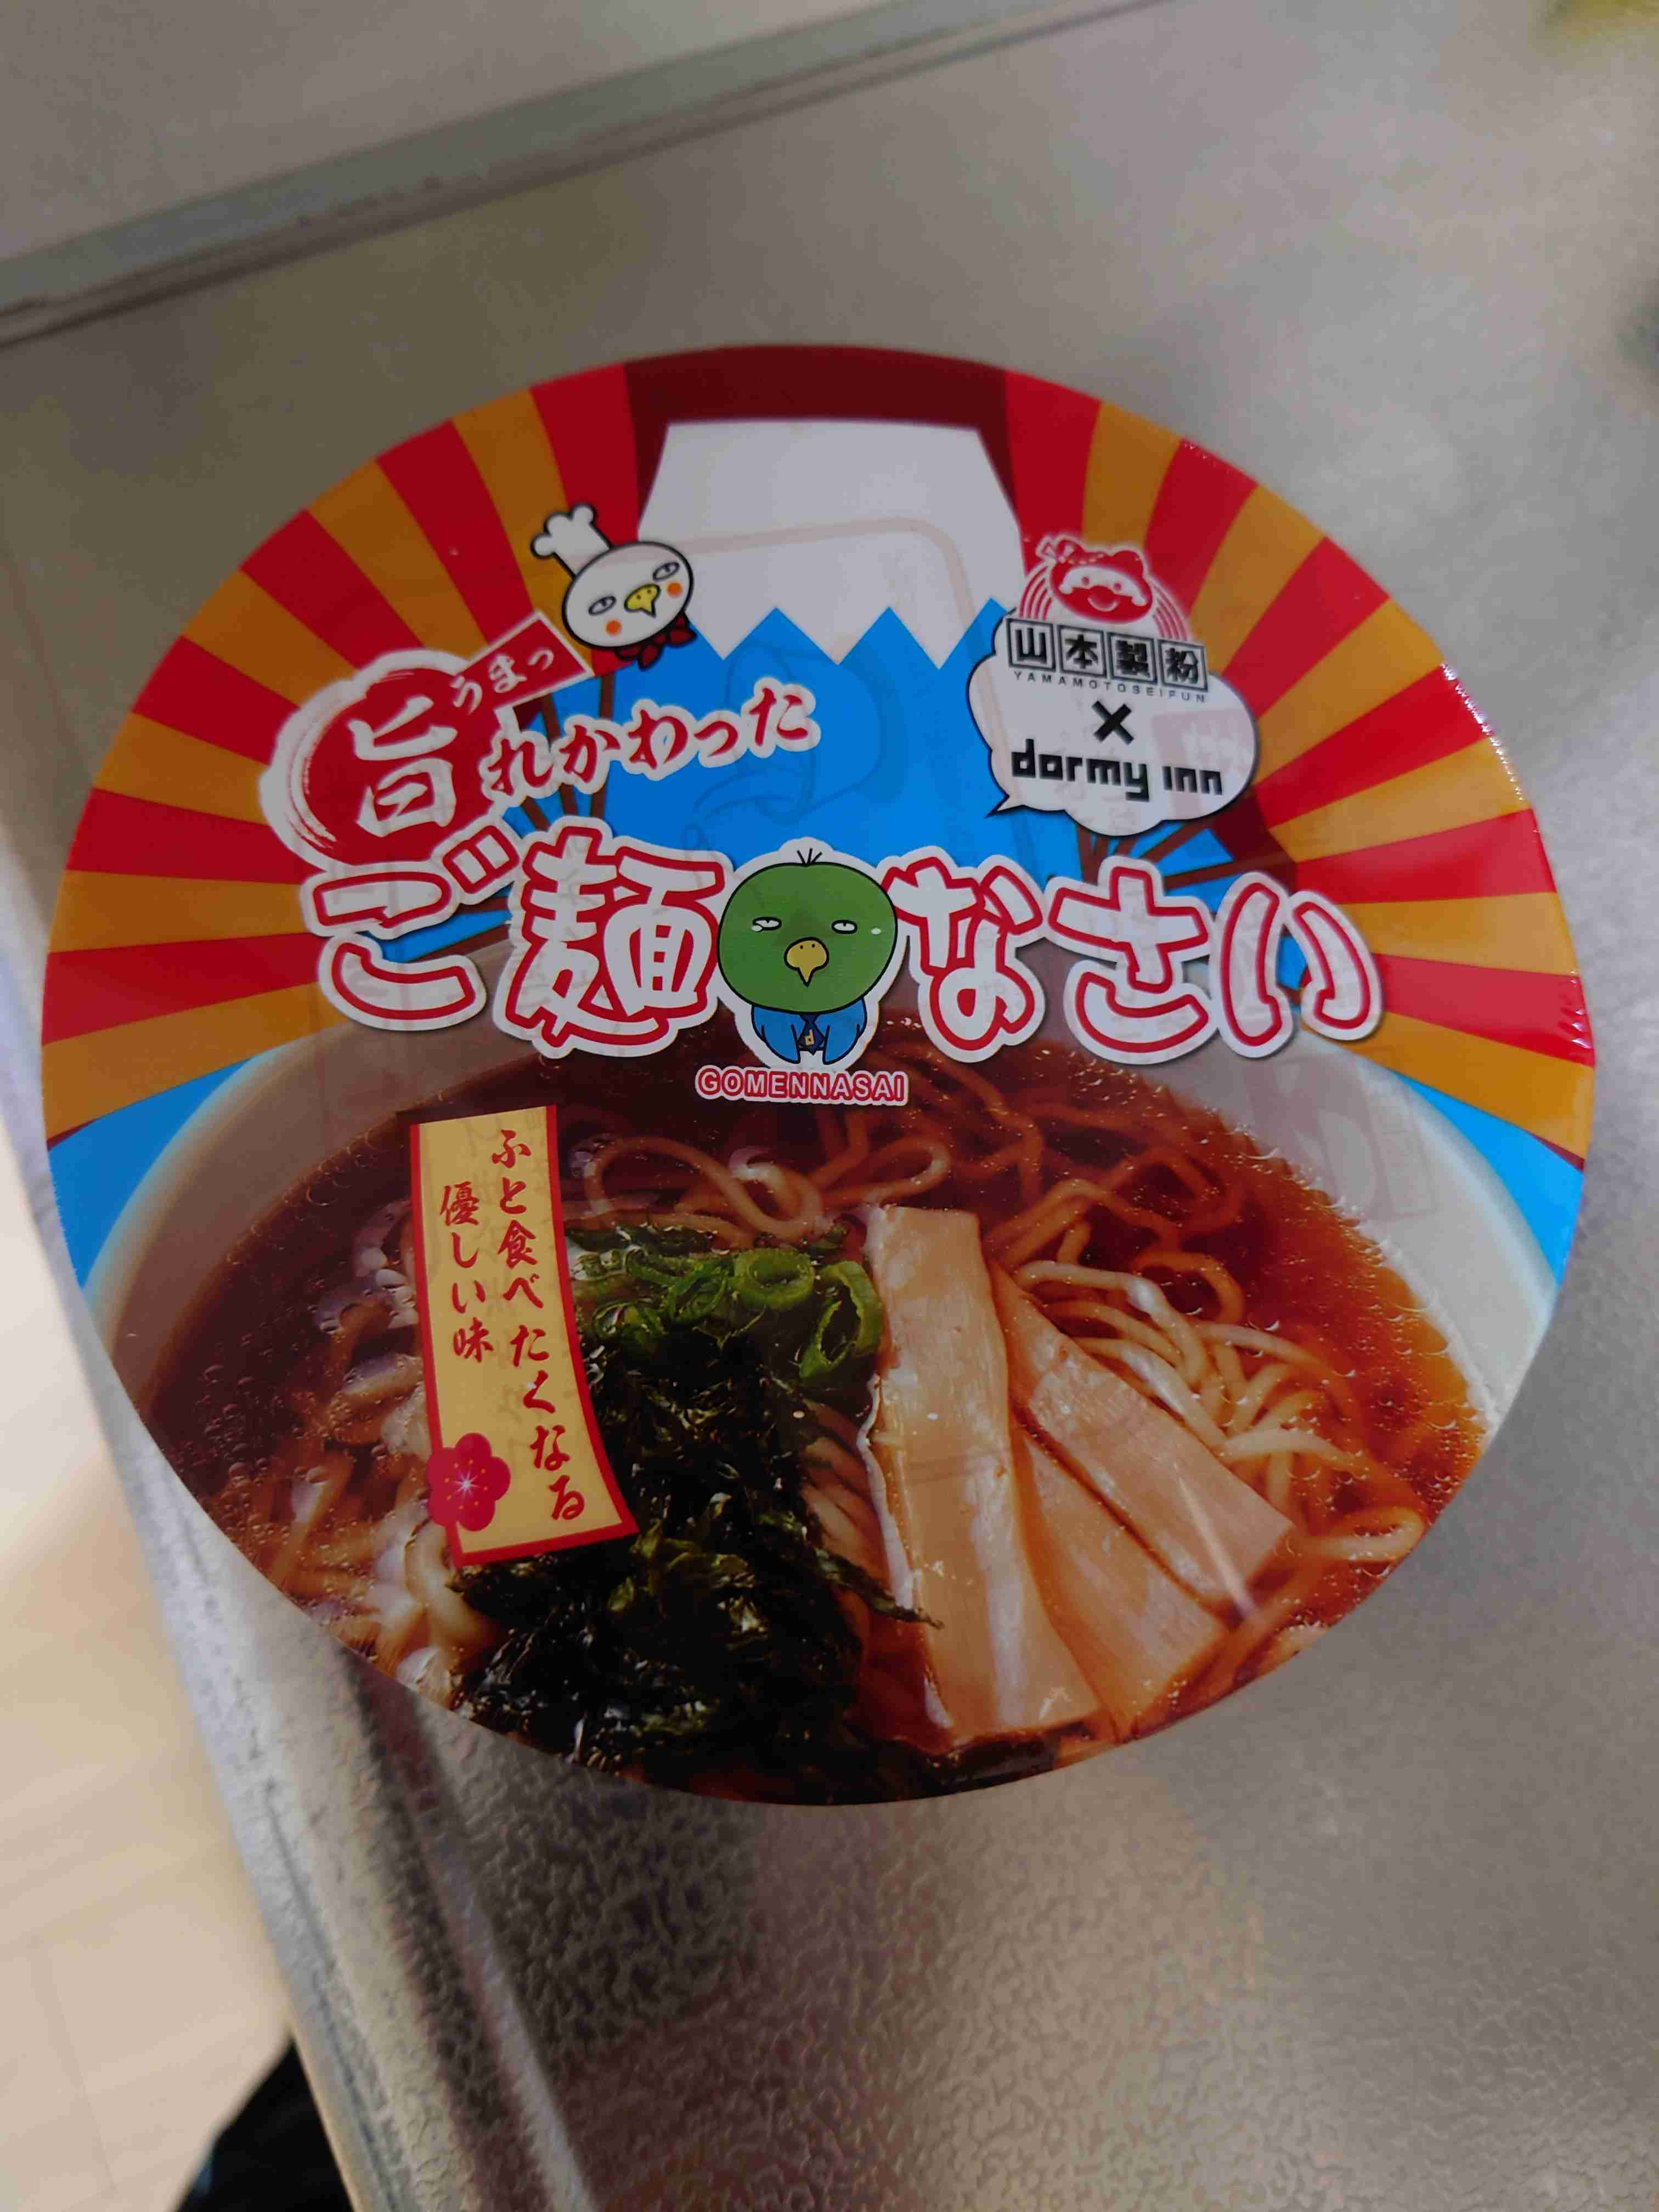 うまっ
旨れかわった
山本製粉
YAMAMOTOSEIFUN
×
dormy inn
ご麺なさい
GOMENNASAI
ふと食べたくなる
優しい味